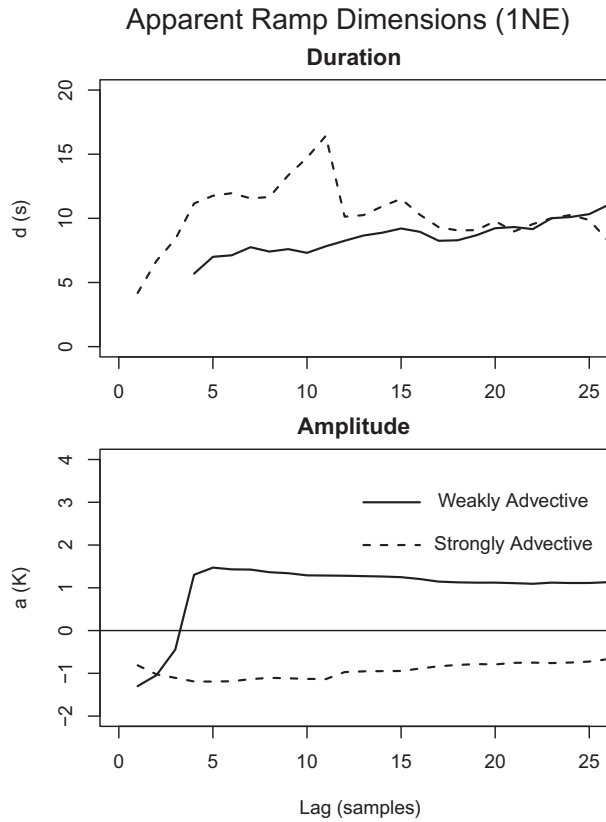 Apparent Ramp Dimensions (1NE)
Duration
20
15
10
5
0
d (s)
0 5 10 15 20 25
Amplitude
4
3
2
1
0
−1
−2
a (K)
Weakly Advective
Strongly Advective
0 5 10 15 20 25
Lag (samples)